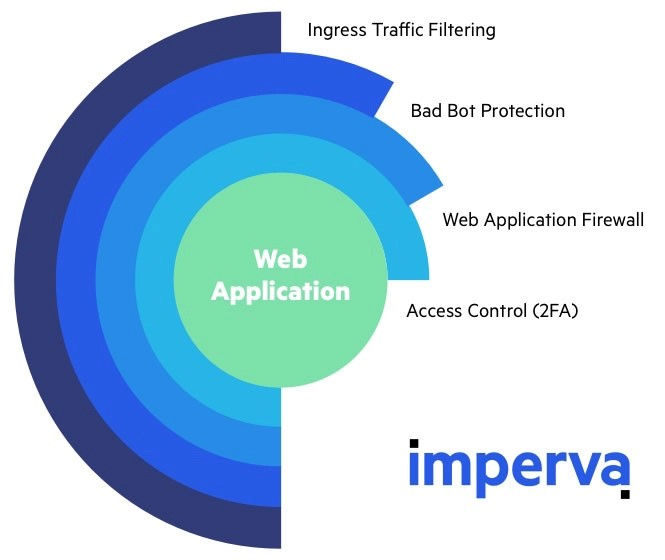 Ingress Traffic Filtering
Bad Bot Protection
Web Application Firewall
Web
Application
Access Control (2FA)
imperva